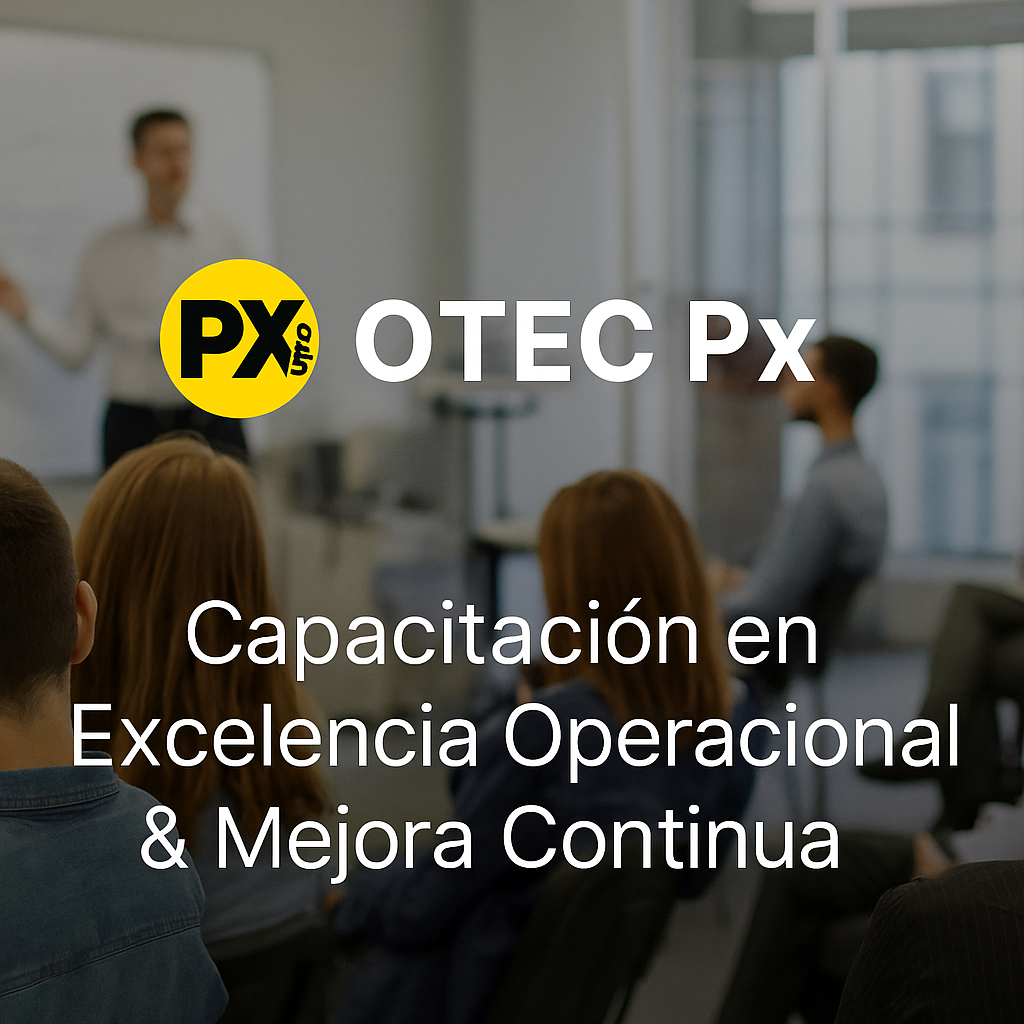 PX OTEC Px
Capacitación en
Excelencia Operacional
& Mejora Continua